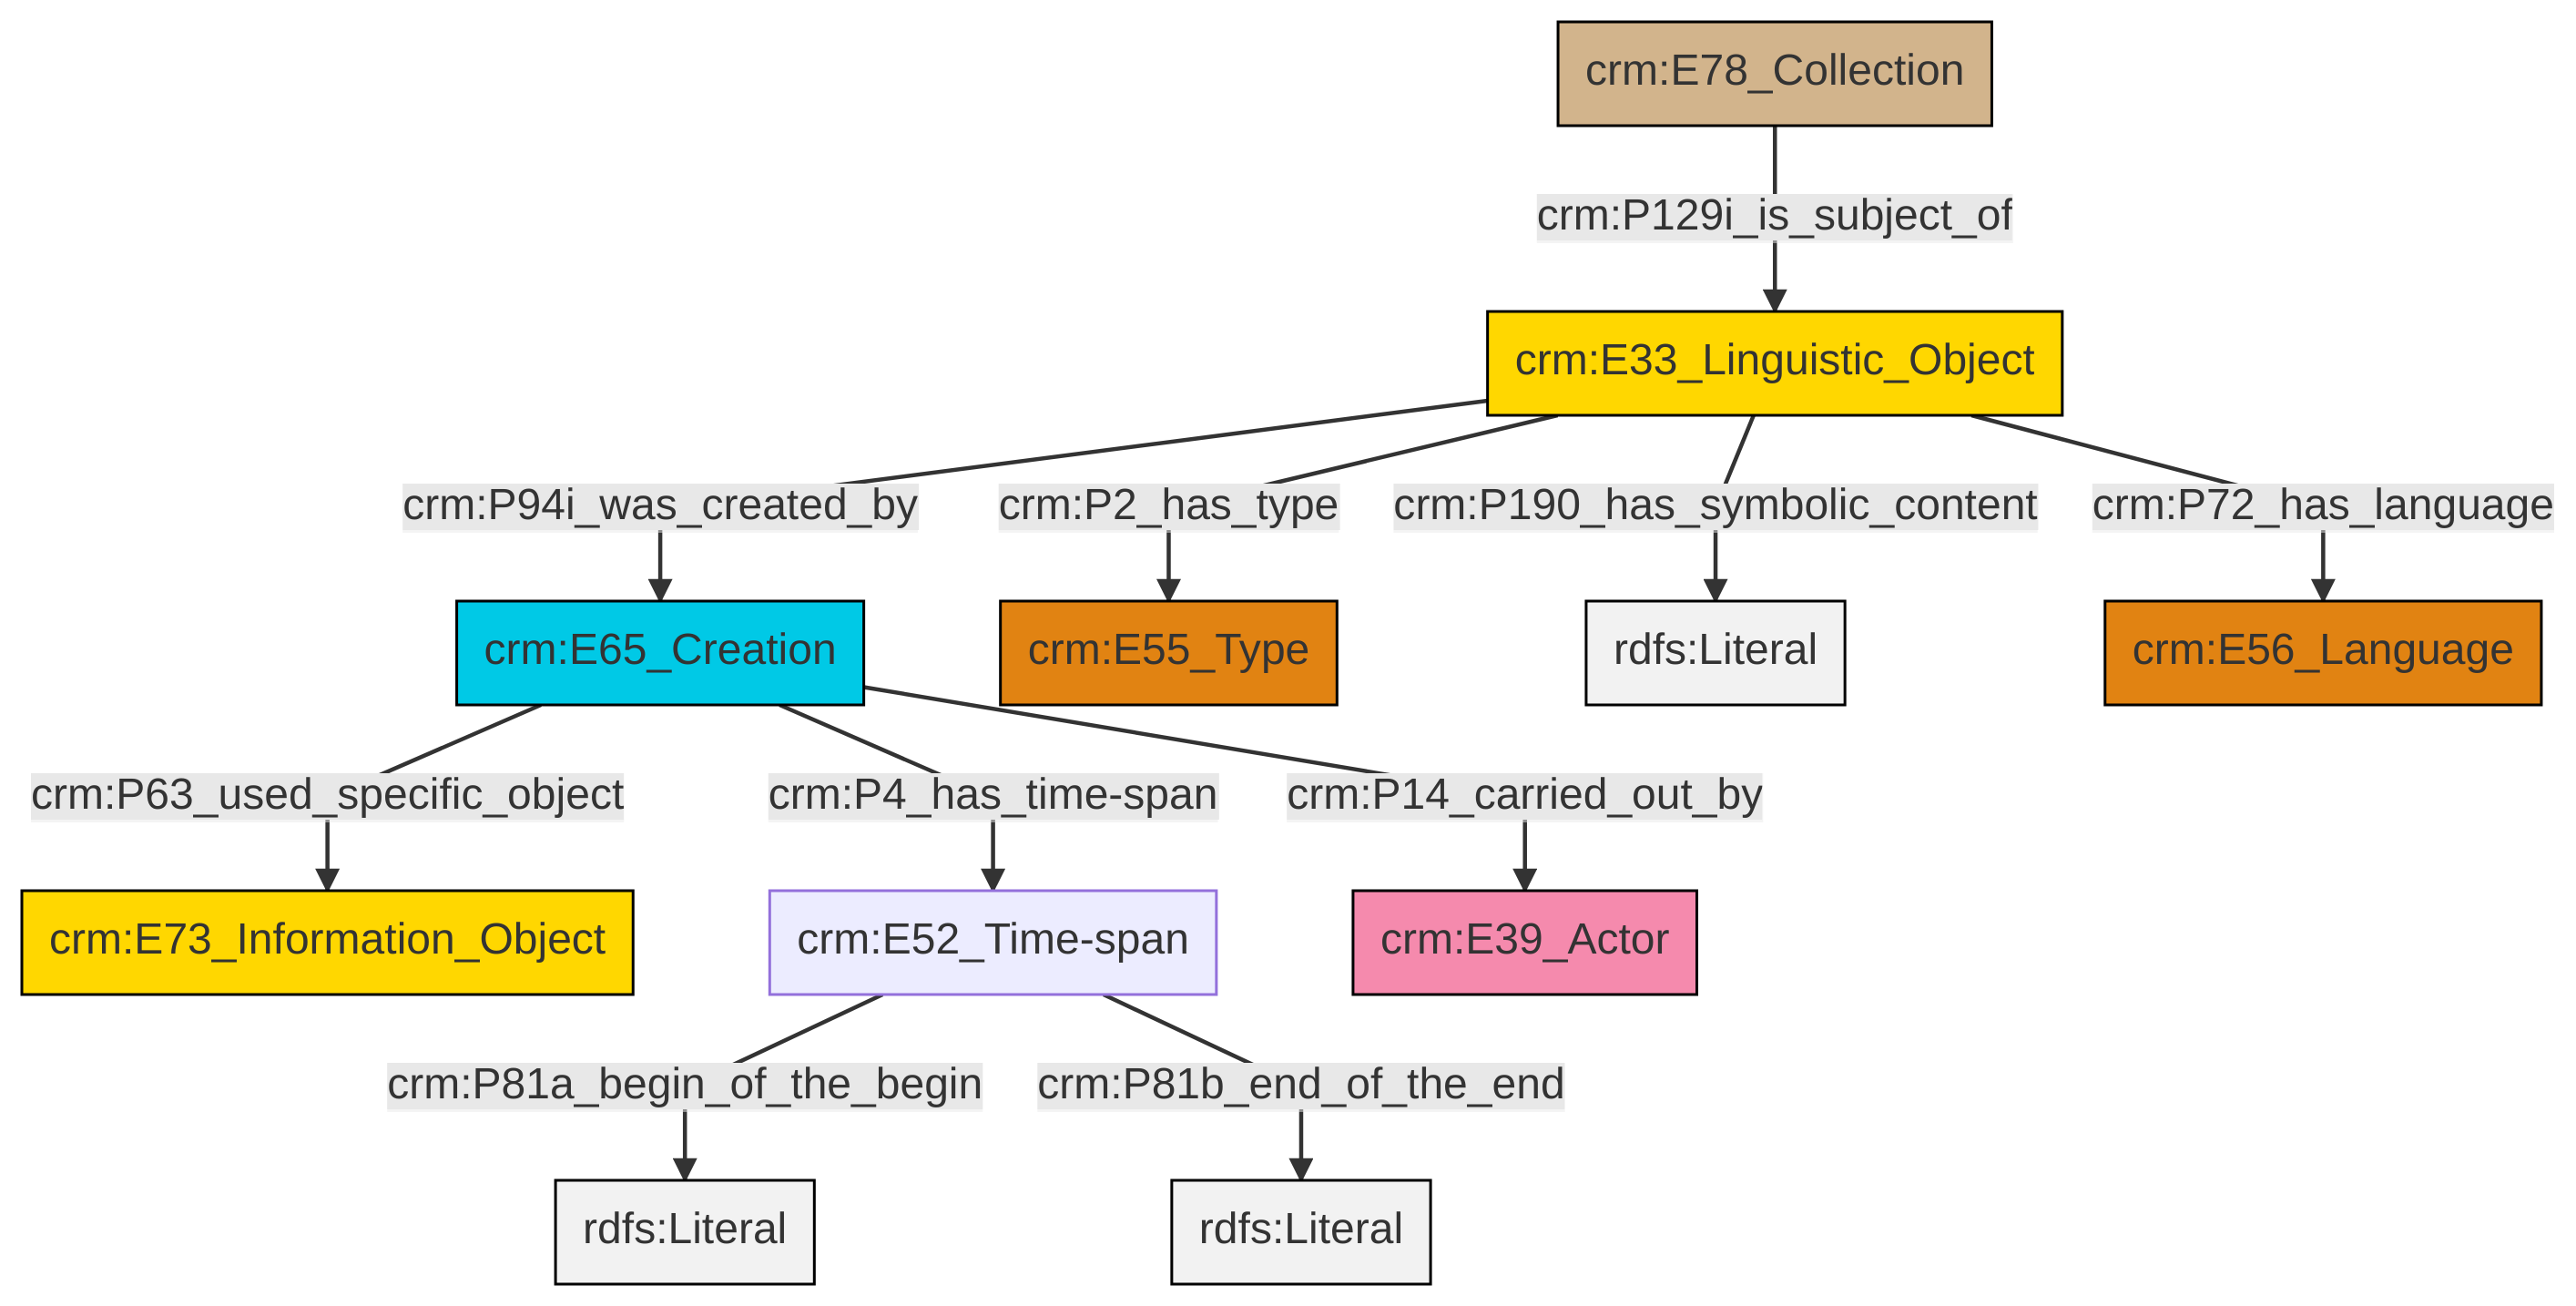 crm:E78_Collection
crm:P129i_is_subject_of
crm:E33_Linguistic_Object
crm:P94i_was_created_by
crm:P2_has_type
crm:P190_has_symbolic_content
crm:P72_has_language
crm:E65_Creation
crm:E55_Type
rdfs:Literal
crm:E56_Language
crm:P63_used_specific_object
crm:P4_has_time-span
crm:P14_carried_out_by
crm:E73_Information_Object
crm:E52_Time-span
crm:E39_Actor
crm:P81a_begin_of_the_begin
crm:P81b_end_of_the_end
rdfs:Literal
rdfs:Literal